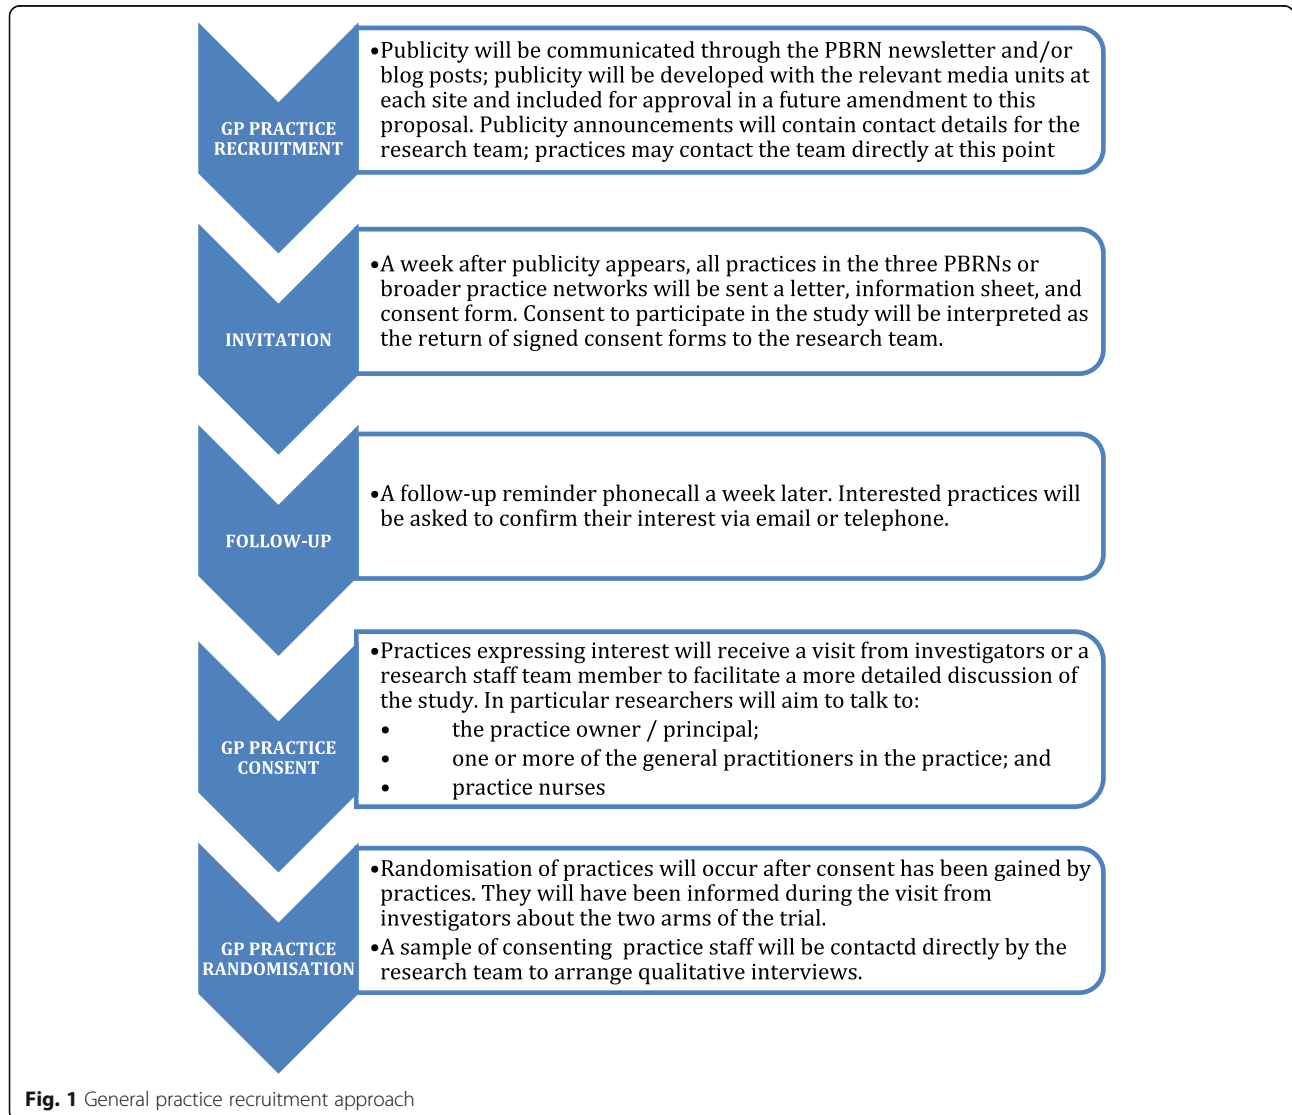 GP PRACTICE
RECRUITMENT
•Publicity will be communicated through the PBRN newsletter and/or
blog posts; publicity will be developed with the relevant media units at
each site and included for approval in a future amendment to this
proposal. Publicity announcements will contain contact details for the
research team; practices may contact the team directly at this point
INVITATION
•A week after publicity appears, all practices in the three PBRNs or
broader practice networks will be sent a letter, information sheet, and
consent form. Consent to participate in the study will be interpreted as
the return of signed consent forms to the research team.
FOLLOW-UP
•A follow-up reminder phonecall a week later. Interested practices will
be asked to confirm their interest via email or telephone.
GP PRACTICE
CONSENT
•Practices expressing interest will receive a visit from investigators or a
research staff team member to facilitate a more detailed discussion of
the study. In particular researchers will aim to talk to:
• the practice owner / principal;
• one or more of the general practitioners in the practice; and
• practice nurses
GP PRACTICE
RANDOMISATION
•Randomisation of practices will occur after consent has been gained by
practices. They will have been informed during the visit from
investigators about the two arms of the trial.
•A sample of consenting  practice staff will be contactd directly by the
research team to arrange qualitative interviews.
Fig. 1 General practice recruitment approach